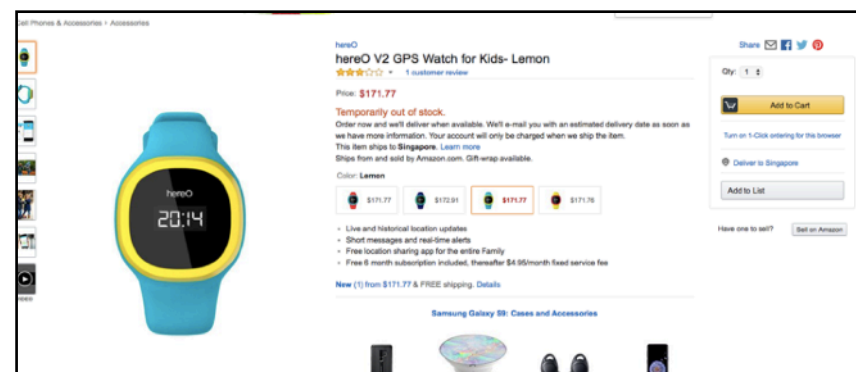 Cell Phones & Accessories › Accessories
hereO
hereO V2 GPS Watch for Kids- Lemon
1 customer review
Price: $171.77
Temporarily out of stock.
Order now and we'll deliver when available. We'll e-mail you with an estimated delivery date as soon as
we have more information. Your account will only be charged when we ship the item.
This item ships to Singapore. Learn more
Ships from and sold by Amazon.com. Gift-wrap available.
Color: Lemon
$171.77 $172.91 $171.77 $171.76
Live and historical location updates
Short messages and real-time alerts
Free location sharing app for the entire Family
Free 6 month subscription included, thereafter $4.95/month fixed service fee
New (1) from $171.77 & FREE shipping. Details
Samsung Galaxy S9: Cases and Accessories
hereO
20:14
Share
Qty: 1
Add to Cart
Turn on 1-Click ordering for this browser
Deliver to Singapore
Add to List
Have one to sell? Sell on Amazon